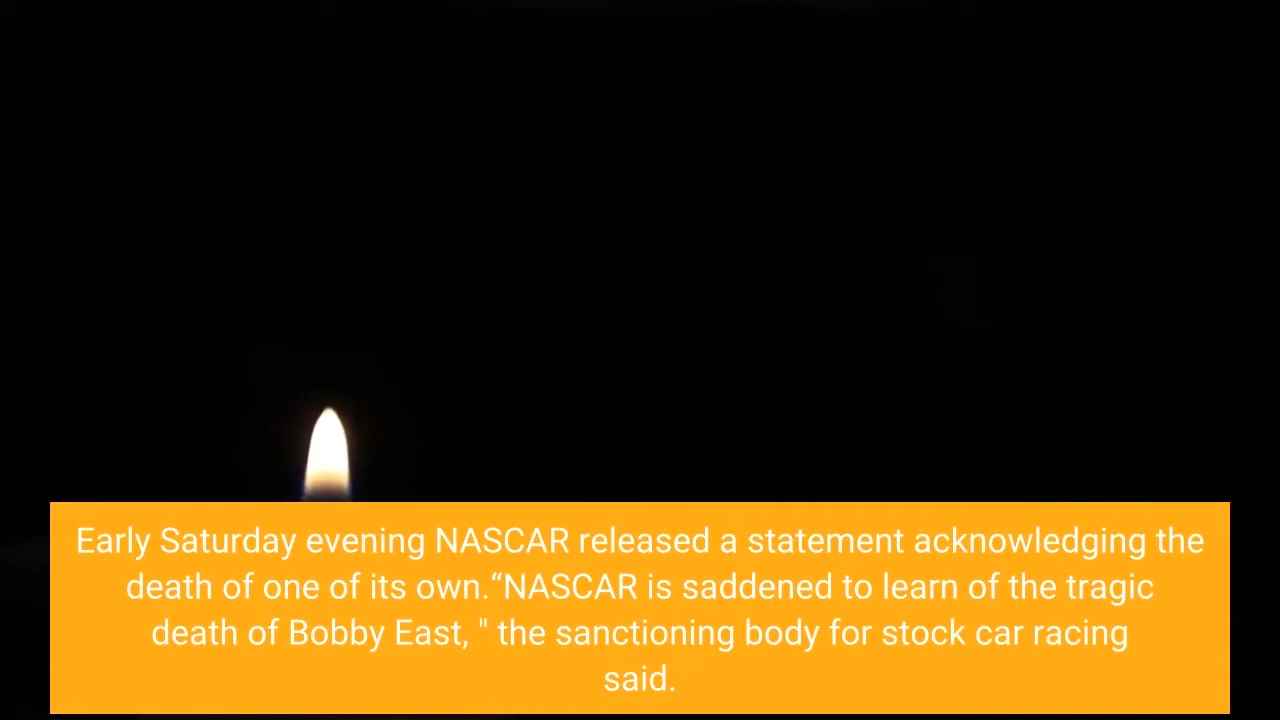 Early Saturday evening NASCAR released a statement acknowledging the
death of one of its own.“NASCAR is saddened to learn of the tragic
death of Bobby East, " the sanctioning body for stock car racing
said.